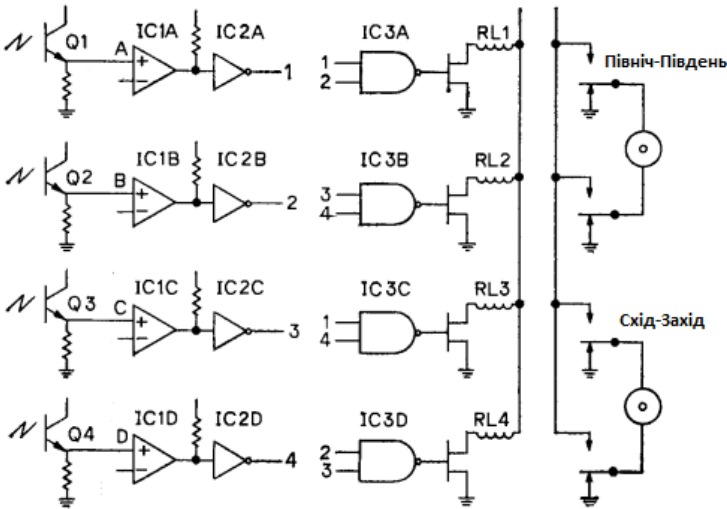 IC1A IC2A IC3A RL1
Q1 A + − 1 1 2 Північ-Південь
IC1B IC2B IC3B RL2
Q2 B + − 2 3 4
IC1C IC2C IC3C RL3
Q3 C + − 3 1 4 Схід-Захід
IC1D IC2D IC3D RL4
Q4 D + − 4 2 3